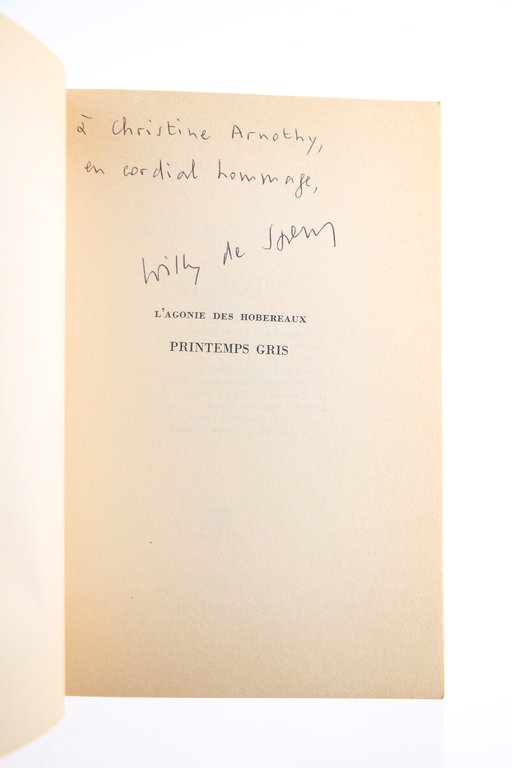 à Christine Arnothy,
en cordial hommage,
Willy de Spens
L'AGONIE DES HOBEREAUX
PRINTEMPS GRIS